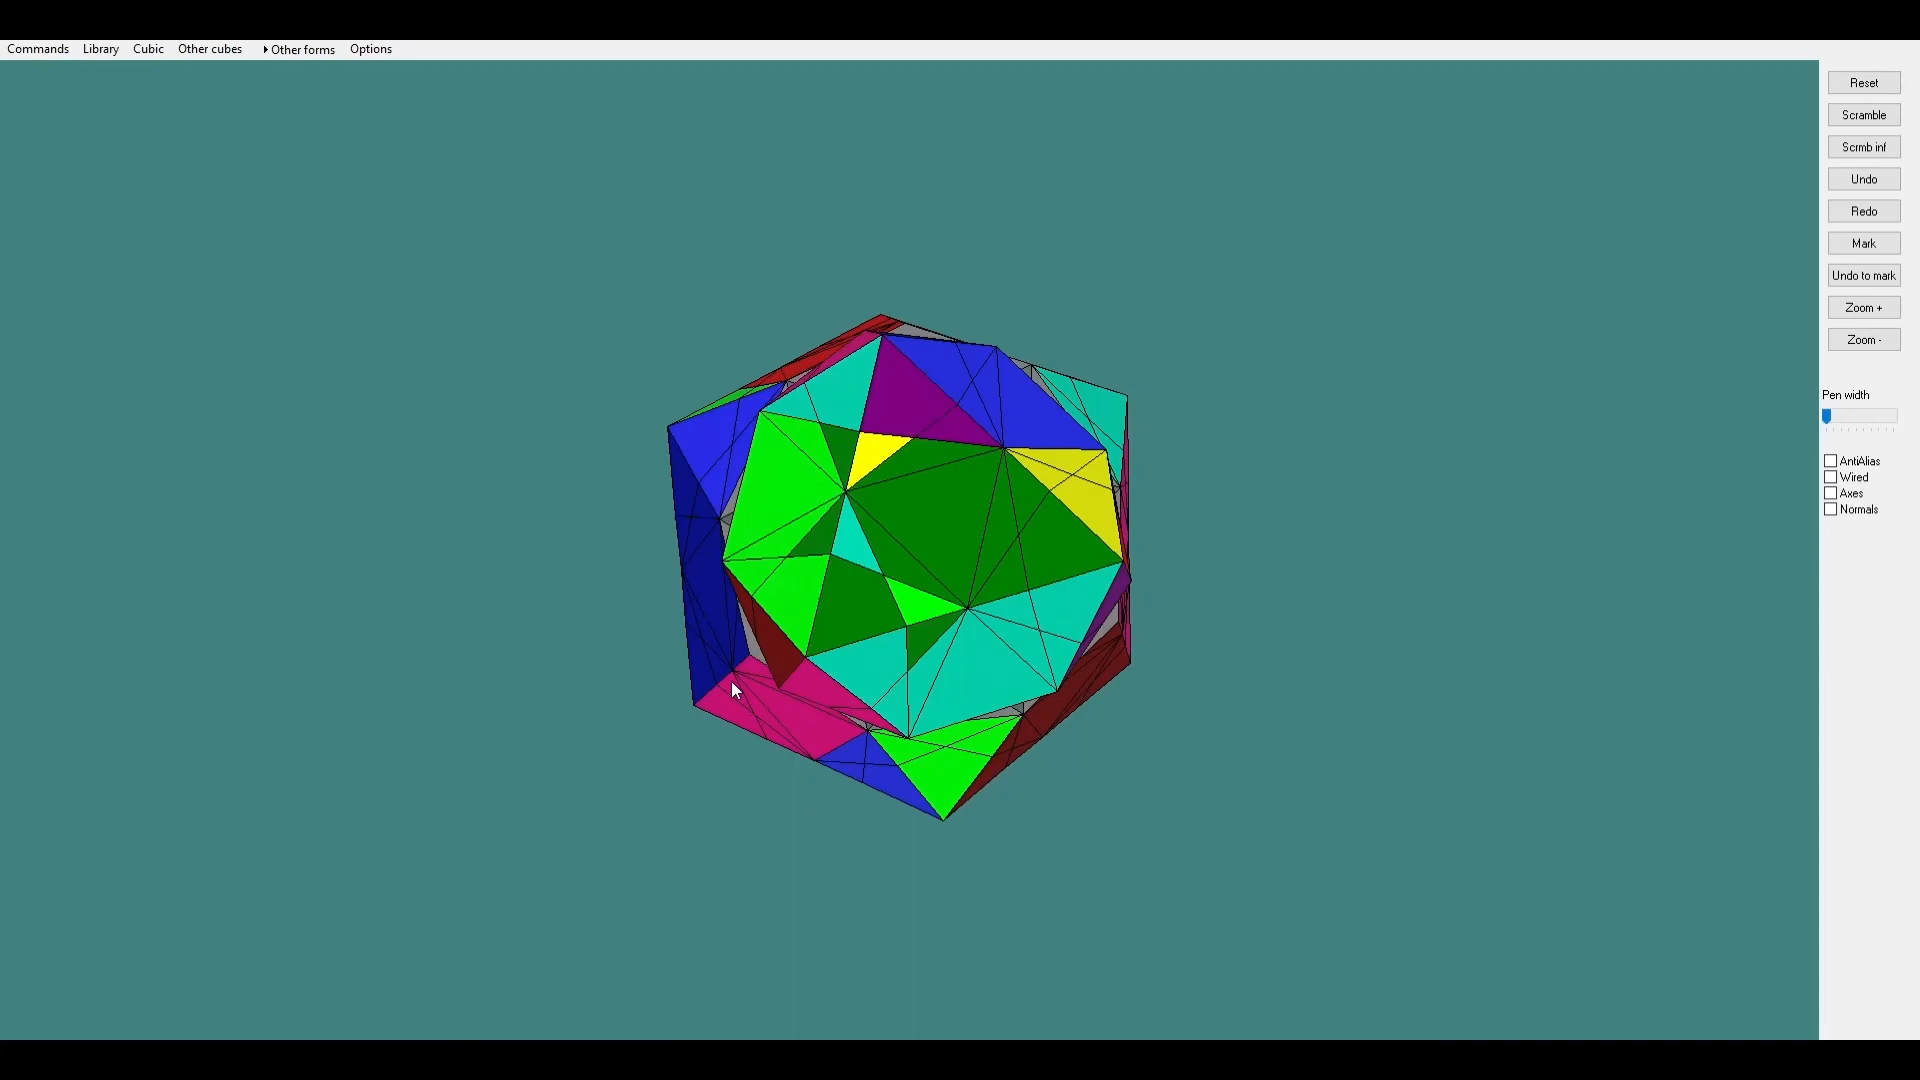 Commands Library Cubic Other cubes Other forms Options
Reset
Scramble
Scrmb inf
Undo
Redo
Mark
Undo to mark
Zoom +
Zoom -
Pen width
AntiAlias
Wired
Axes
Normals